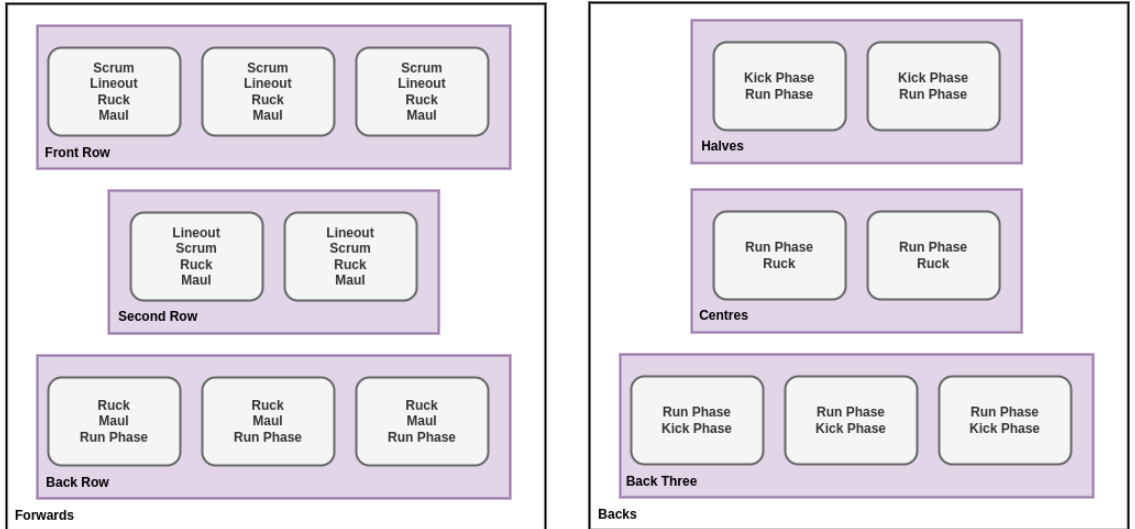 Scrum
Lineout
Ruck
Maul
Scrum
Lineout
Ruck
Maul
Scrum
Lineout
Ruck
Maul
Front Row
Lineout
Scrum
Ruck
Maul
Lineout
Scrum
Ruck
Maul
Second Row
Ruck
Maul
Run Phase
Ruck
Maul
Run Phase
Ruck
Maul
Run Phase
Back Row
Forwards
Kick Phase
Run Phase
Kick Phase
Run Phase
Halves
Run Phase
Ruck
Run Phase
Ruck
Centres
Run Phase
Kick Phase
Run Phase
Kick Phase
Run Phase
Kick Phase
Back Three
Backs